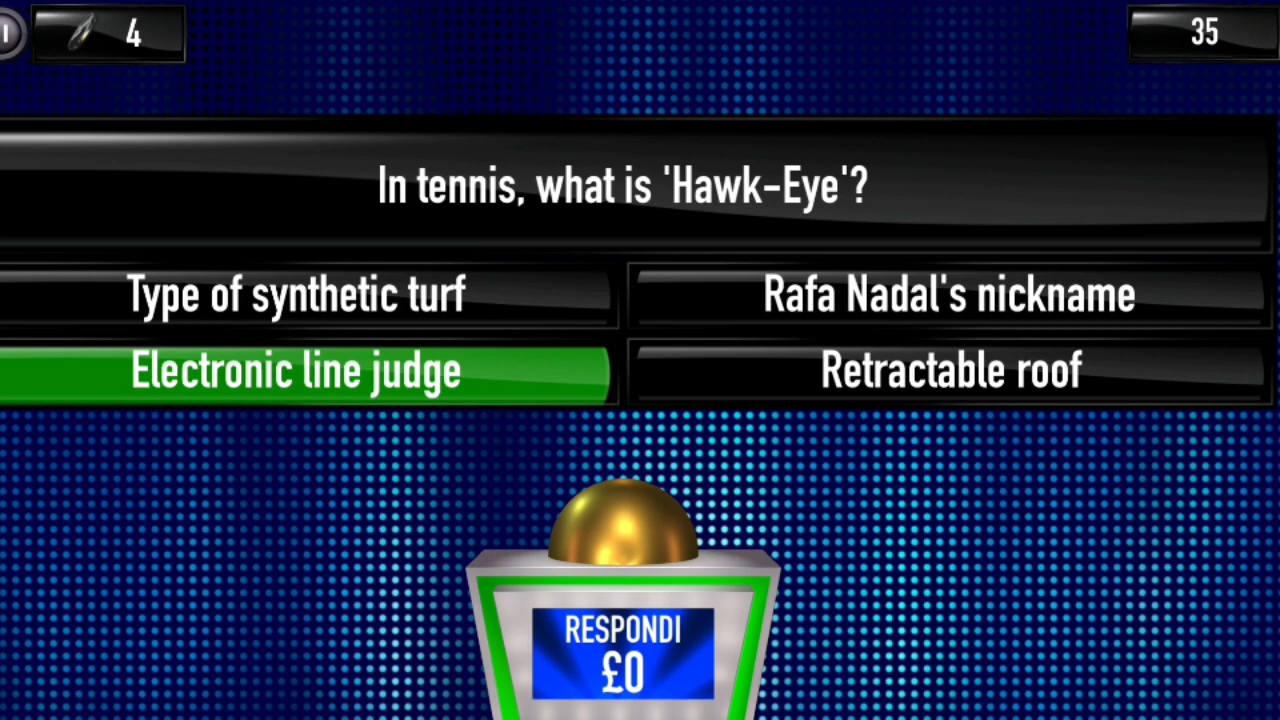 4
35
In tennis, what is 'Hawk-Eye'?
Type of synthetic turf
Rafa Nadal's nickname
Electronic line judge
Retractable roof
RESPONDI
£0